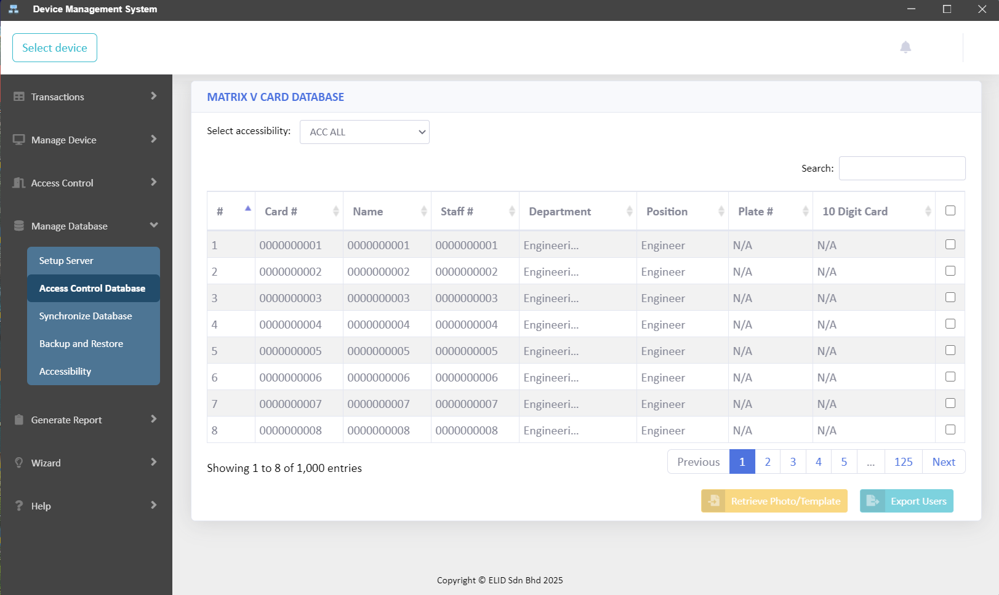 Device Management System
Select device
Transactions
Manage Device
Access Control
Manage Database
Setup Server
Access Control Database
Synchronize Database
Backup and Restore
Accessibility
Generate Report
Wizard
Help
MATRIX V CARD DATABASE
Select accessibility: ACC ALL
Search:
# Card # Name Staff # Department Position Plate # 10 Digit Card
1 0000000001 0000000001 0000000001 Engineeri... Engineer N/A N/A
2 0000000002 0000000002 0000000002 Engineeri... Engineer N/A N/A
3 0000000003 0000000003 0000000003 Engineeri... Engineer N/A N/A
4 0000000004 0000000004 0000000004 Engineeri... Engineer N/A N/A
5 0000000005 0000000005 0000000005 Engineeri... Engineer N/A N/A
6 0000000006 0000000006 0000000006 Engineeri... Engineer N/A N/A
7 0000000007 0000000007 0000000007 Engineeri... Engineer N/A N/A
8 0000000008 0000000008 0000000008 Engineeri... Engineer N/A N/A
Showing 1 to 8 of 1,000 entries
Previous 1 2 3 4 5 ... 125 Next
Retrieve Photo/Template Export Users
Copyright © ELID Sdn Bhd 2025